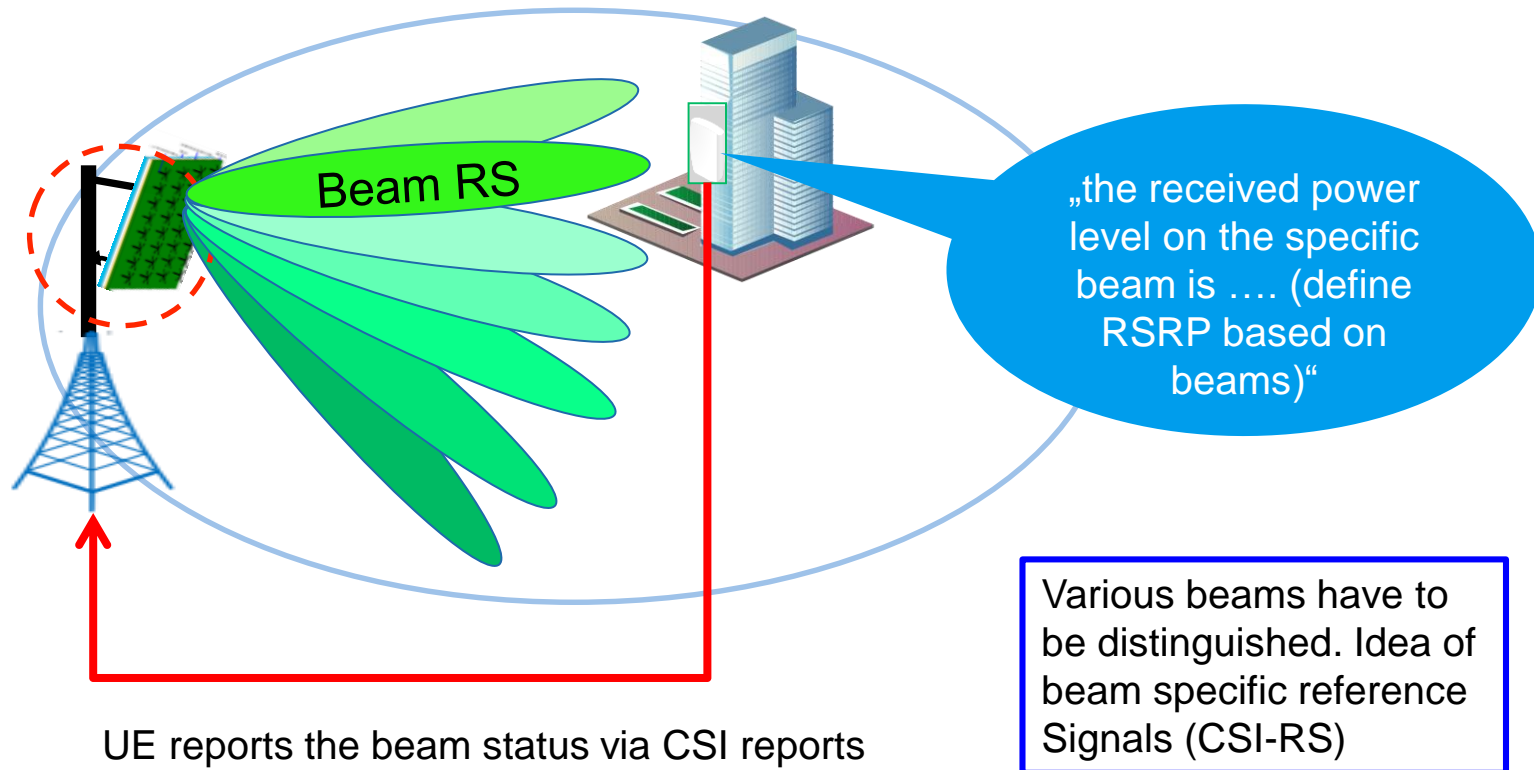 Beam RS
„the received power
level on the specific
beam is …. (define
RSRP based on
beams)“
Various beams have to
be distinguished. Idea of
beam specific reference
Signals (CSI-RS)
UE reports the beam status via CSI reports